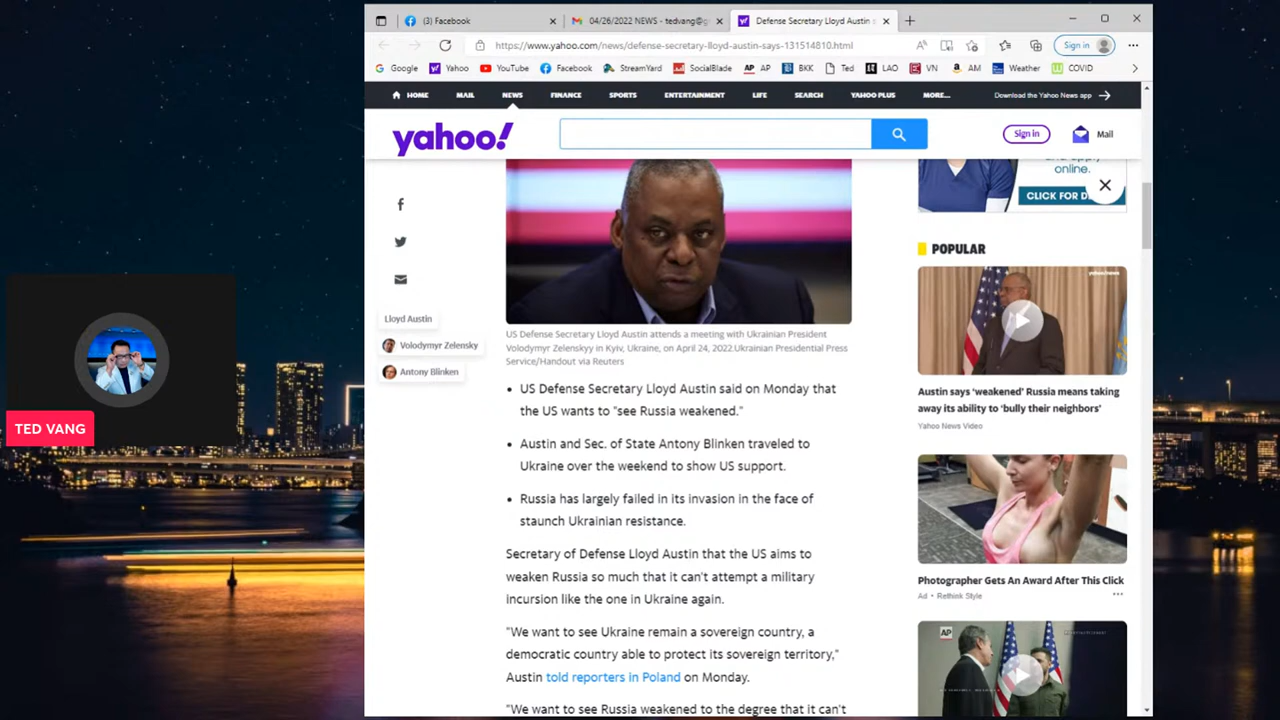 (3) Facebook
04/26/2022 NEWS - tedvang@g
Defense Secretary Lloyd Austin s
https://www.yahoo.com/news/defense-secretary-lloyd-austin-says-131514810.html
Sign in
Google Yahoo YouTube Facebook StreamYard SocialBlade AP BKK Ted LAO VN AM Weather COVID
HOME MAIL NEWS FINANCE SPORTS ENTERTAINMENT LIFE SEARCH YAHOO PLUS MORE... Download the Yahoo News app
yahoo!
Sign in
Mail
online.
CLICK FOR D
Lloyd Austin
Volodymyr Zelensky
Antony Blinken
TED VANG
US Defense Secretary Lloyd Austin attends a meeting with Ukrainian President
Volodymyr Zelenskyy in Kyiv, Ukraine, on April 24, 2022.Ukrainian Presidential Press
Service/Handout via Reuters
• US Defense Secretary Lloyd Austin said on Monday that
the US wants to "see Russia weakened."
• Austin and Sec. of State Antony Blinken traveled to
Ukraine over the weekend to show US support.
• Russia has largely failed in its invasion in the face of
staunch Ukrainian resistance.
Secretary of Defense Lloyd Austin that the US aims to
weaken Russia so much that it can't attempt a military
incursion like the one in Ukraine again.
"We want to see Ukraine remain a sovereign country, a
democratic country able to protect its sovereign territory,"
Austin told reporters in Poland on Monday.
"We want to see Russia weakened to the degree that it can't
POPULAR
yahoo!news
Austin says 'weakened' Russia means taking
away its ability to 'bully their neighbors'
Yahoo News Video
Photographer Gets An Award After This Click
Ad • Rethink Style
AP